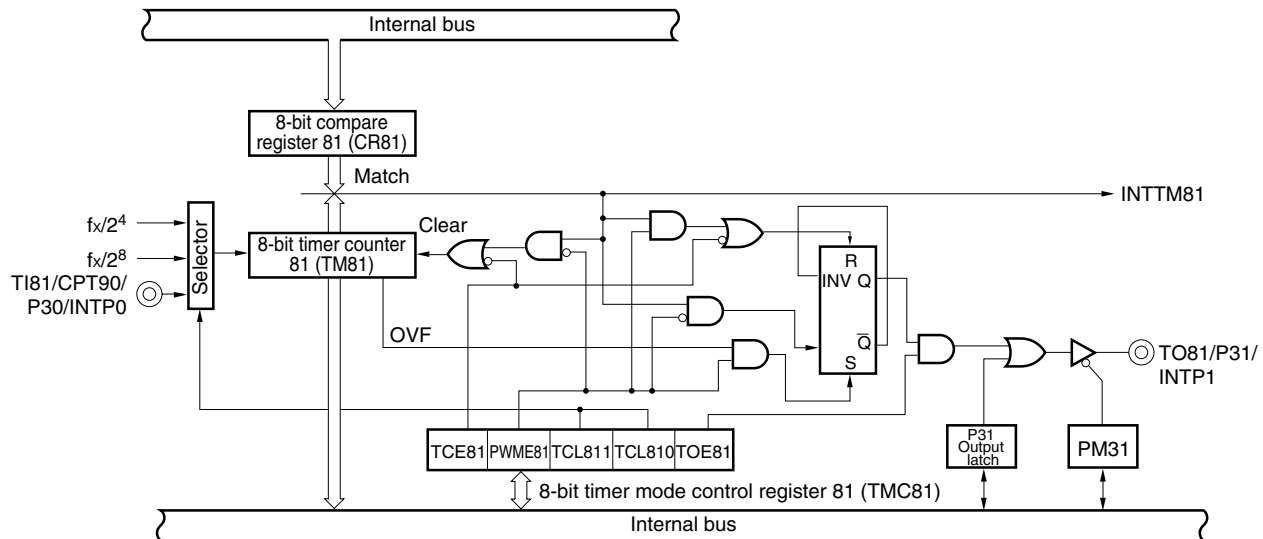 Internal bus
8-bit compare
register 81 (CR81)
Match
INTTM81
fx/2⁴
fx/2⁸
TI81/CPT90/
P30/INTP0
Selector
8-bit timer counter
81 (TM81)
Clear
OVF
R
INV Q
Q̅
S
TO81/P31/
INTP1
TCE81 PWME81 TCL811 TCL810 TOE81
P31
Output
latch
PM31
8-bit timer mode control register 81 (TMC81)
Internal bus